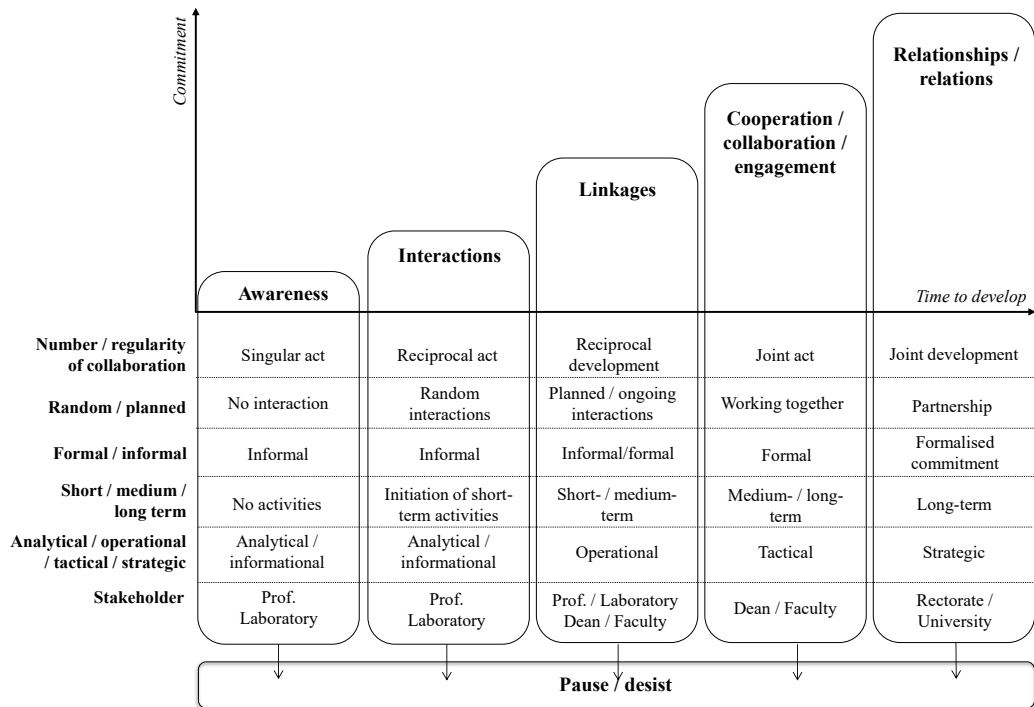 Commitment
Relationships /
relations
Cooperation /
collaboration /
engagement
Linkages
Interactions
Awareness
Time to develop
Number / regularity
of collaboration
Singular act
Reciprocal act
Reciprocal
development
Joint act
Joint development
Random / planned
No interaction
Random
interactions
Planned / ongoing
interactions
Working together
Partnership
Formal / informal
Informal
Informal
Informal/formal
Formal
Formalised
commitment
Short / medium /
long term
No activities
Initiation of short-
term activities
Short- / medium-
term
Medium- / long-
term
Long-term
Analytical / operational
/ tactical / strategic
Analytical /
informational
Analytical /
informational
Operational
Tactical
Strategic
Stakeholder
Prof.
Laboratory
Prof.
Laboratory
Prof. / Laboratory
Dean / Faculty
Dean / Faculty
Rectorate /
University
Pause / desist